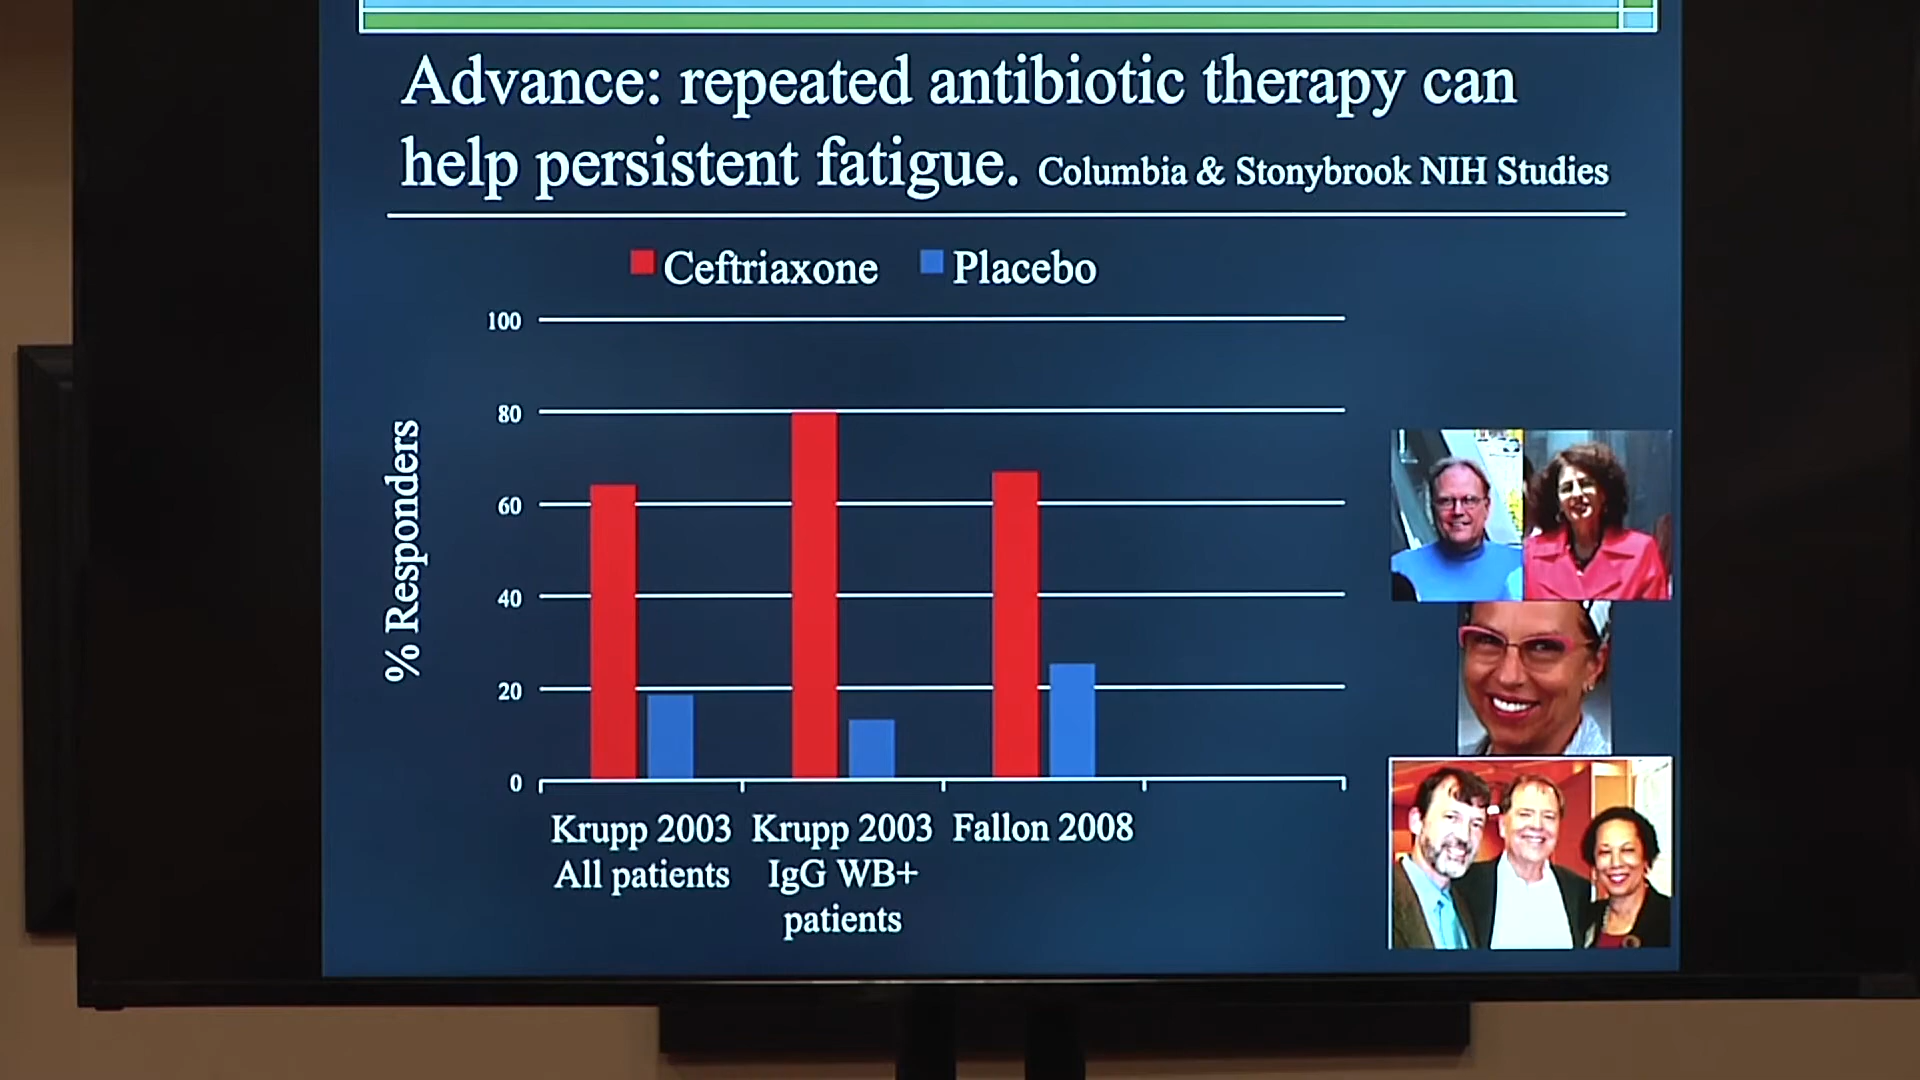 Advance: repeated antibiotic therapy can
help persistent fatigue. Columbia & Stonybrook NIH Studies
Ceftriaxone Placebo
100
80
60
40
20
0
% Responders
Krupp 2003 Krupp 2003 Fallon 2008
All patients IgG WB+
patients